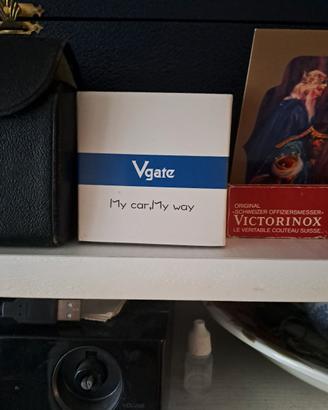 Vgate
My car,My way
ORIGINAL
-SCHWEIZER OFFIZIERSMESSER-
VICTORINOX
LE VERITABLE COUTEAU SUISSE